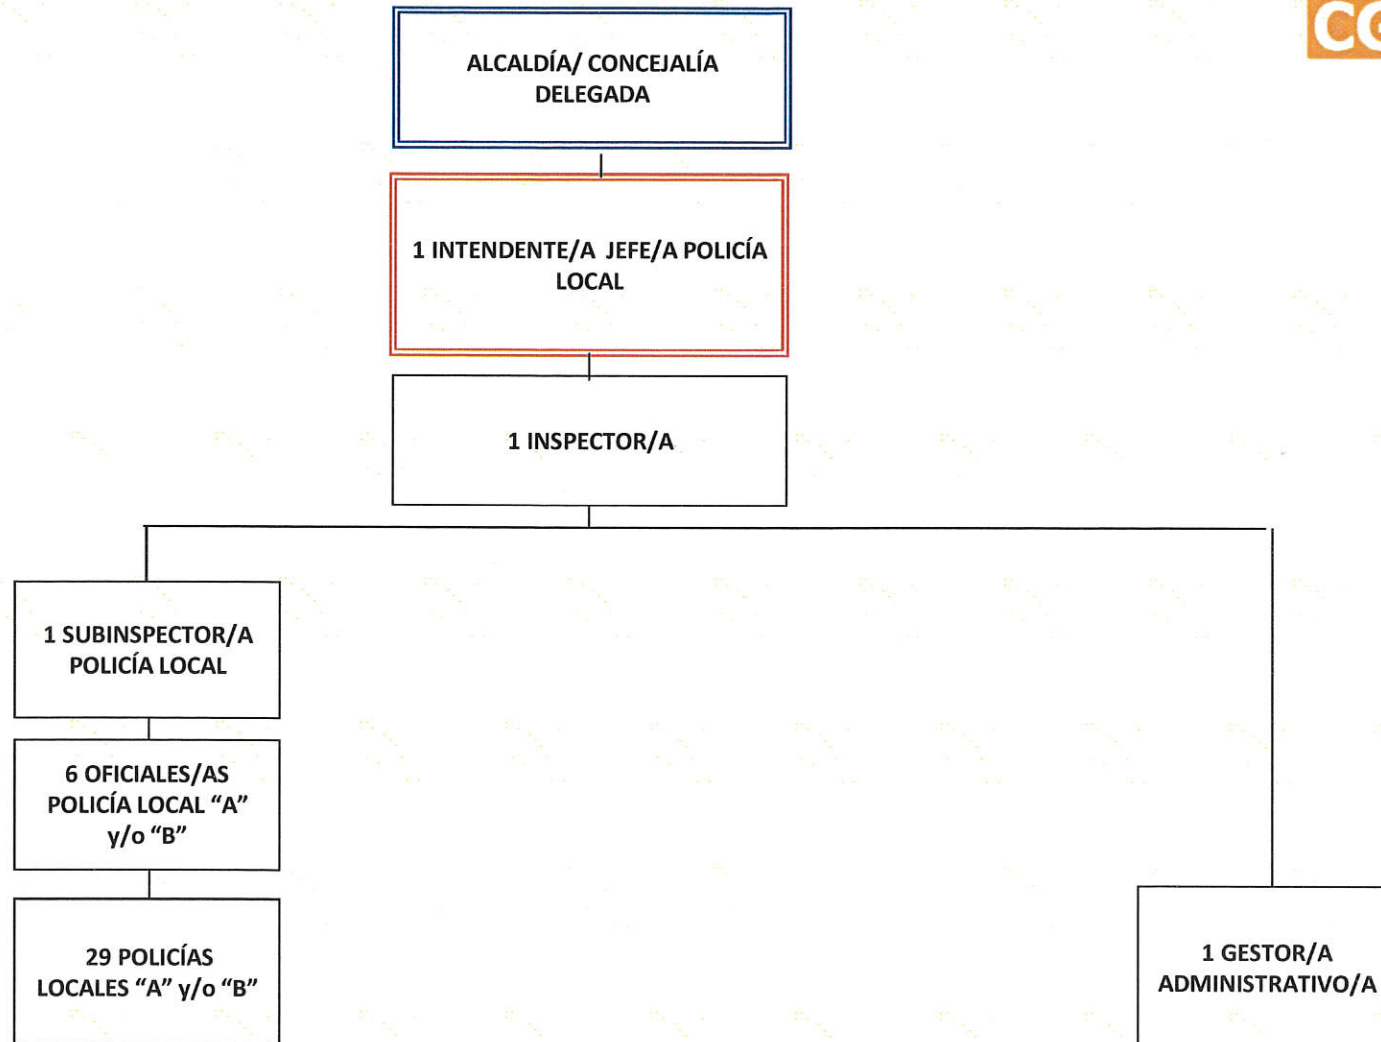 CG
ALCALDÍA/ CONCEJALÍA
DELEGADA
1 INTENDENTE/A JEFE/A POLICÍA
LOCAL
1 INSPECTOR/A
1 SUBINSPECTOR/A
POLICÍA LOCAL
6 OFICIALES/AS
POLICÍA LOCAL “A”
y/o “B”
29 POLICÍAS
LOCALES “A” y/o “B”
1 GESTOR/A
ADMINISTRATIVO/A